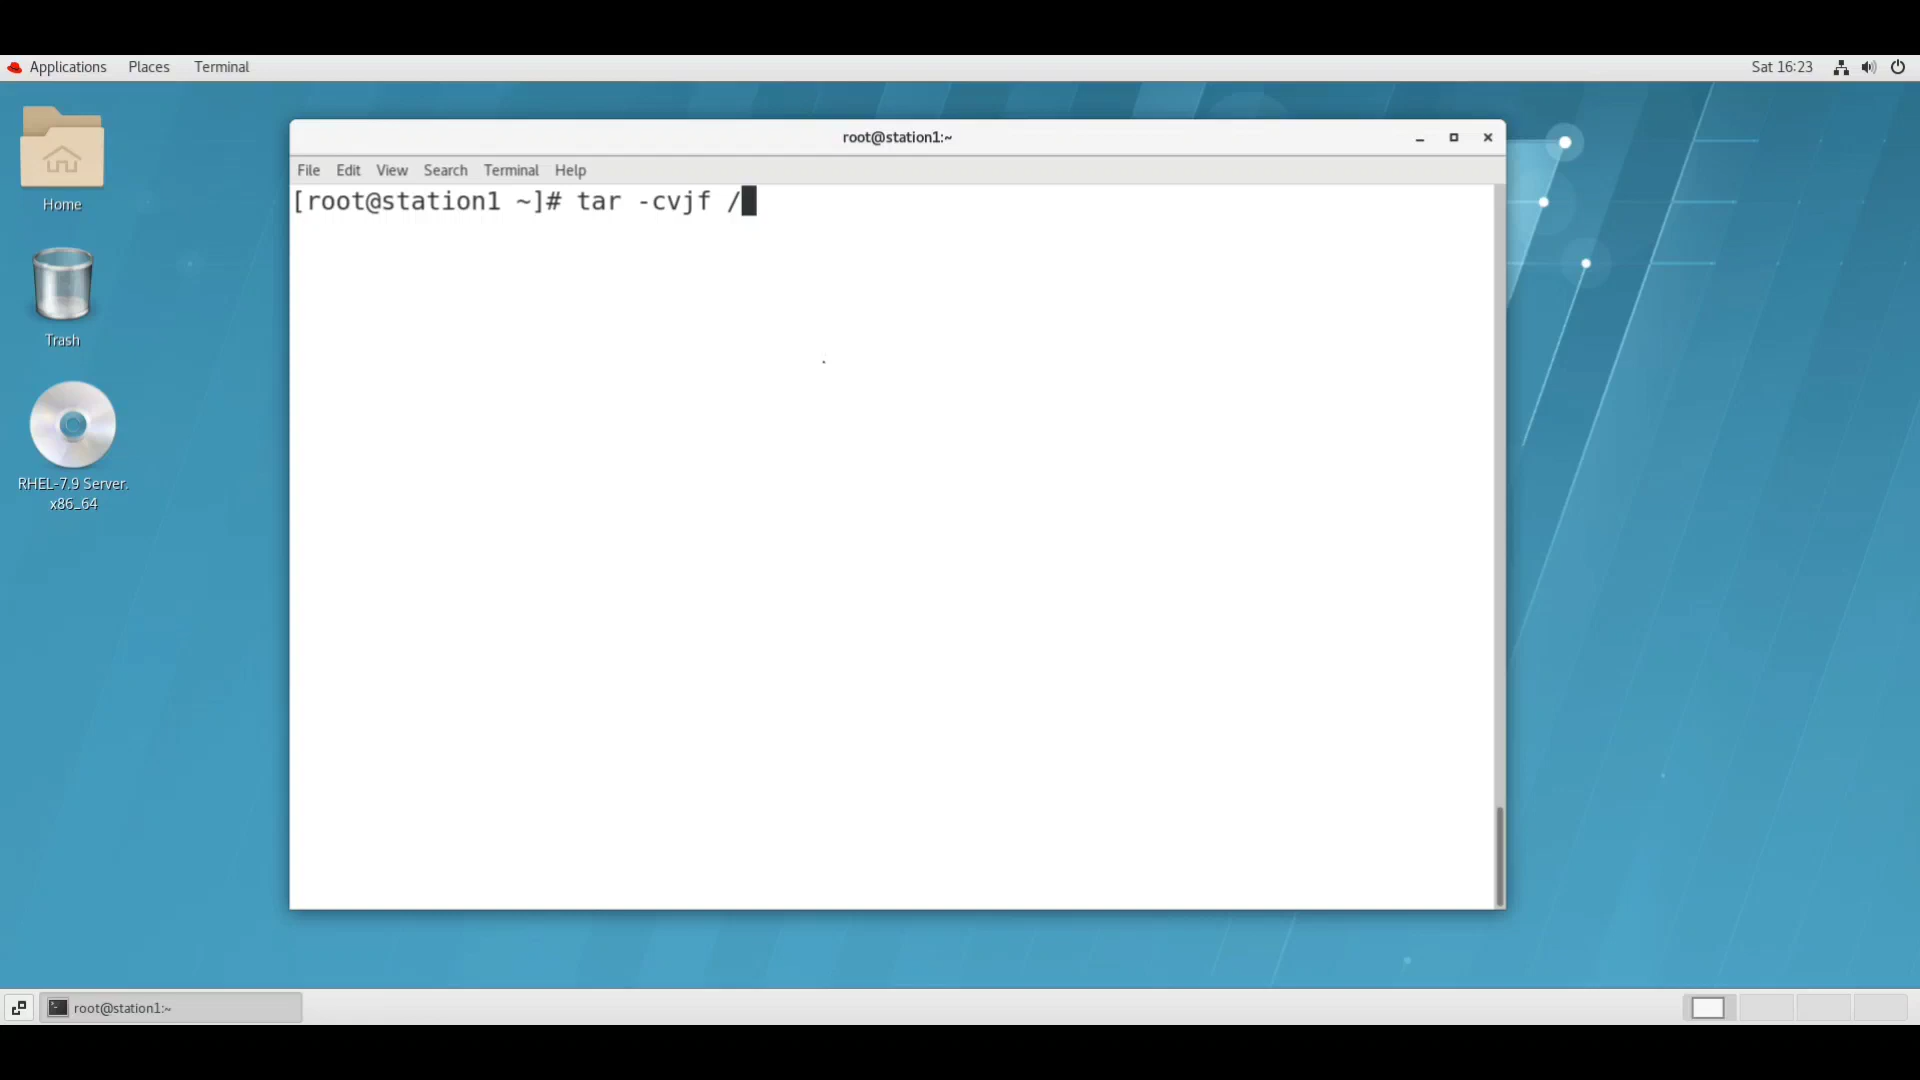 Applications Places Terminal Sat 16:23
Home
Trash
RHEL-7.9 Server.
x86_64
root@station1:~
File Edit View Search Terminal Help
[root@station1 ~]# tar -cvjf /
root@station1:~